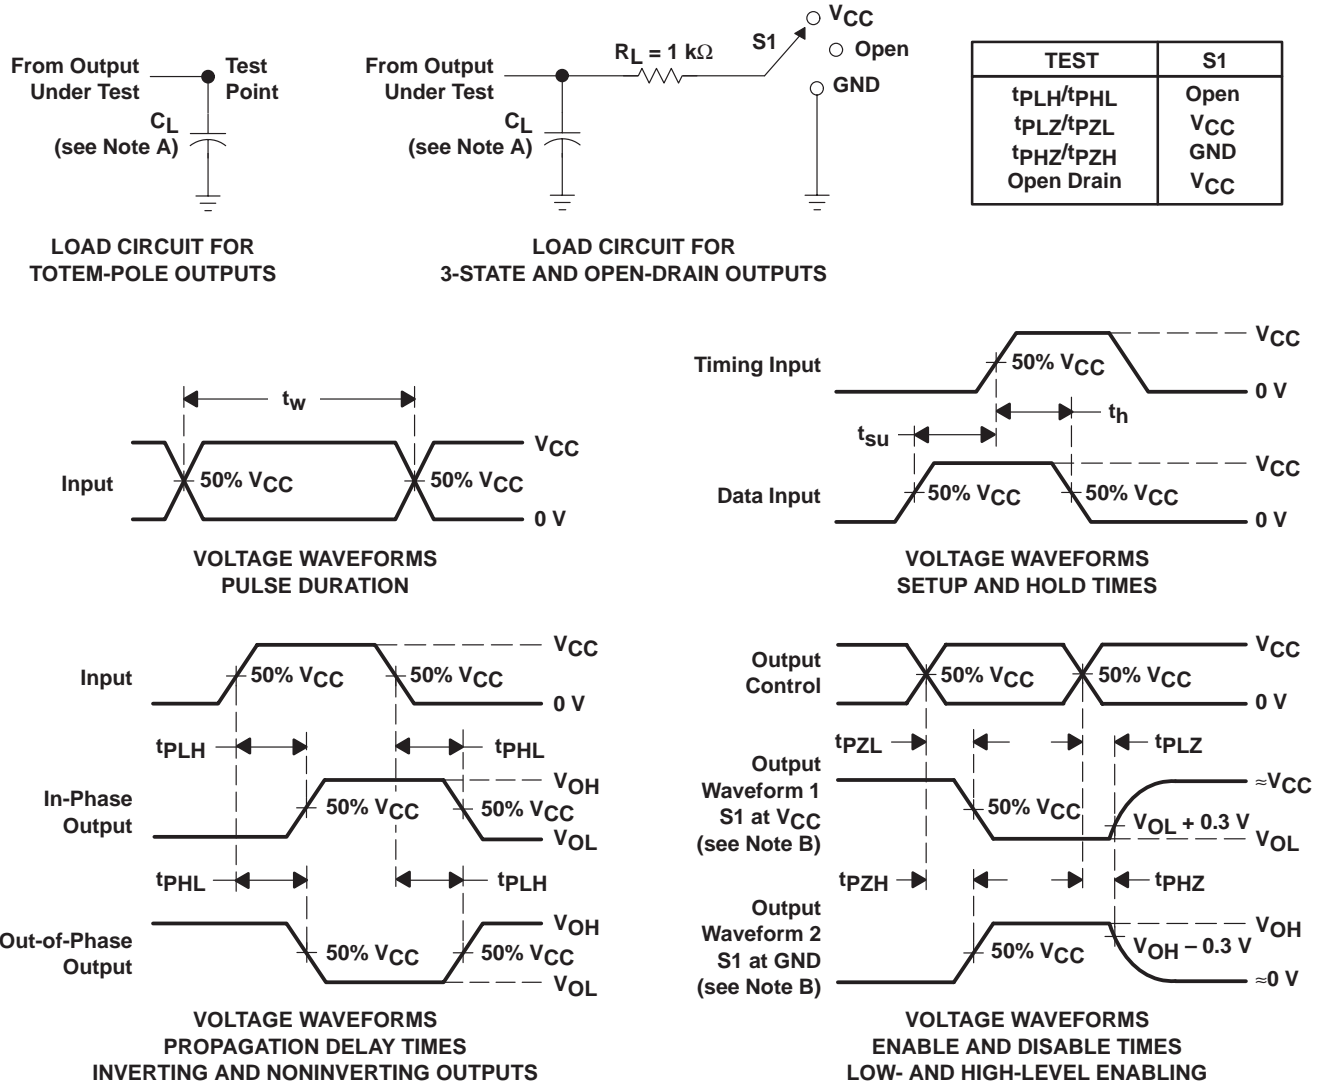 From Output
Under Test
Test
Point
CL
(see Note A)
LOAD CIRCUIT FOR
TOTEM-POLE OUTPUTS
From Output
Under Test
RL = 1 kΩ
S1
VCC
Open
GND
CL
(see Note A)
LOAD CIRCUIT FOR
3-STATE AND OPEN-DRAIN OUTPUTS
TEST S1
tPLH/tPHL Open
tPLZ/tPZL VCC
tPHZ/tPZH GND
Open Drain VCC
tw
Input
50% VCC
50% VCC
VCC
0 V
VOLTAGE WAVEFORMS
PULSE DURATION
Timing Input
50% VCC
VCC
0 V
tsu
th
Data Input
50% VCC
50% VCC
VCC
0 V
VOLTAGE WAVEFORMS
SETUP AND HOLD TIMES
Input
50% VCC
50% VCC
VCC
0 V
tPLH
tPHL
In-Phase
Output
50% VCC
50% VCC
VOH
VOL
tPHL
tPLH
Out-of-Phase
Output
50% VCC
50% VCC
VOH
VOL
VOLTAGE WAVEFORMS
PROPAGATION DELAY TIMES
INVERTING AND NONINVERTING OUTPUTS
Output
Control
50% VCC
50% VCC
VCC
0 V
tPZL
tPLZ
Output
Waveform 1
S1 at VCC
(see Note B)
50% VCC
≈VCC
VOL + 0.3 V
VOL
tPZH
tPHZ
Output
Waveform 2
S1 at GND
(see Note B)
50% VCC
VOH
VOH − 0.3 V
≈0 V
VOLTAGE WAVEFORMS
ENABLE AND DISABLE TIMES
LOW- AND HIGH-LEVEL ENABLING